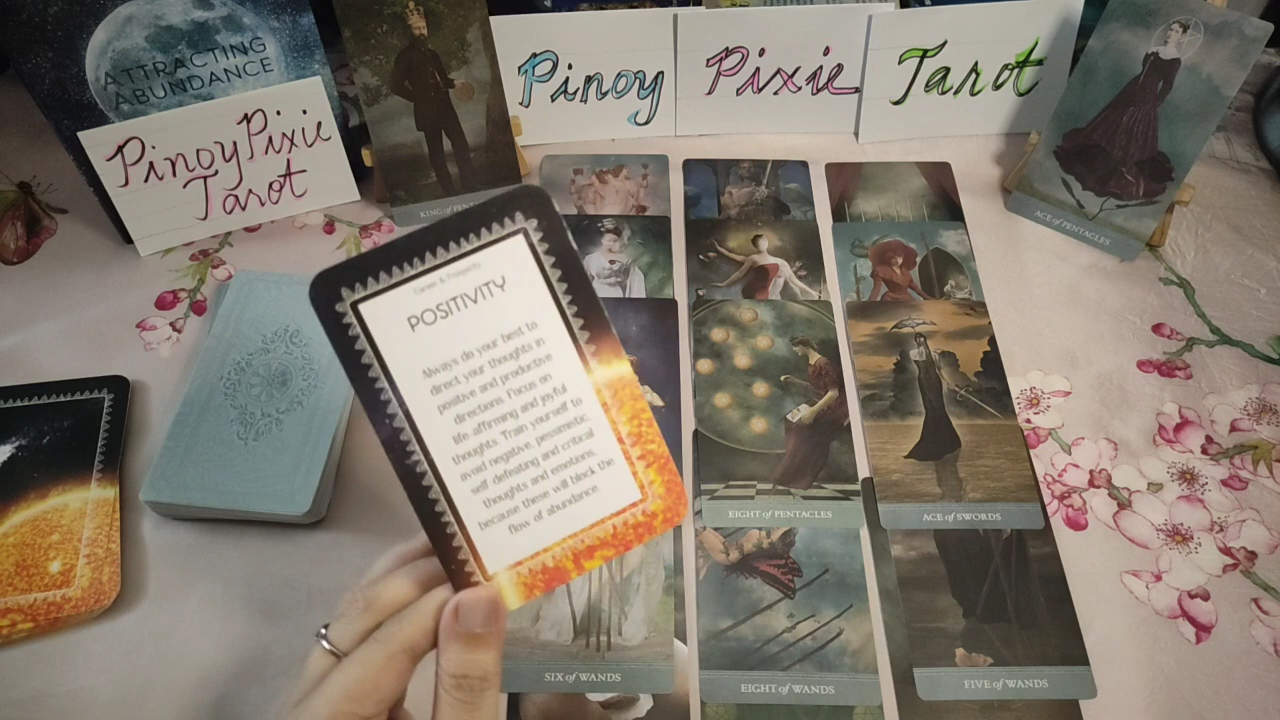 ATTRACTING
ABUNDANCE
Pinoy Pixie
Tarot
KING of
Pinoy
Pixie
Tarot
ACE of PENTACLES
Career & Prosperity
POSITIVITY
Always do your best to
direct your thoughts in
positive and productive
directions. Focus on
life-affirming and joyful
thoughts. Train yourself to
avoid negative, pessimistic,
self-defeating and critical
thoughts and emotions,
because these will block the
flow of abundance.
EIGHT of PENTACLES
ACE of SWORDS
SIX of WANDS
EIGHT of WANDS
FIVE of WANDS